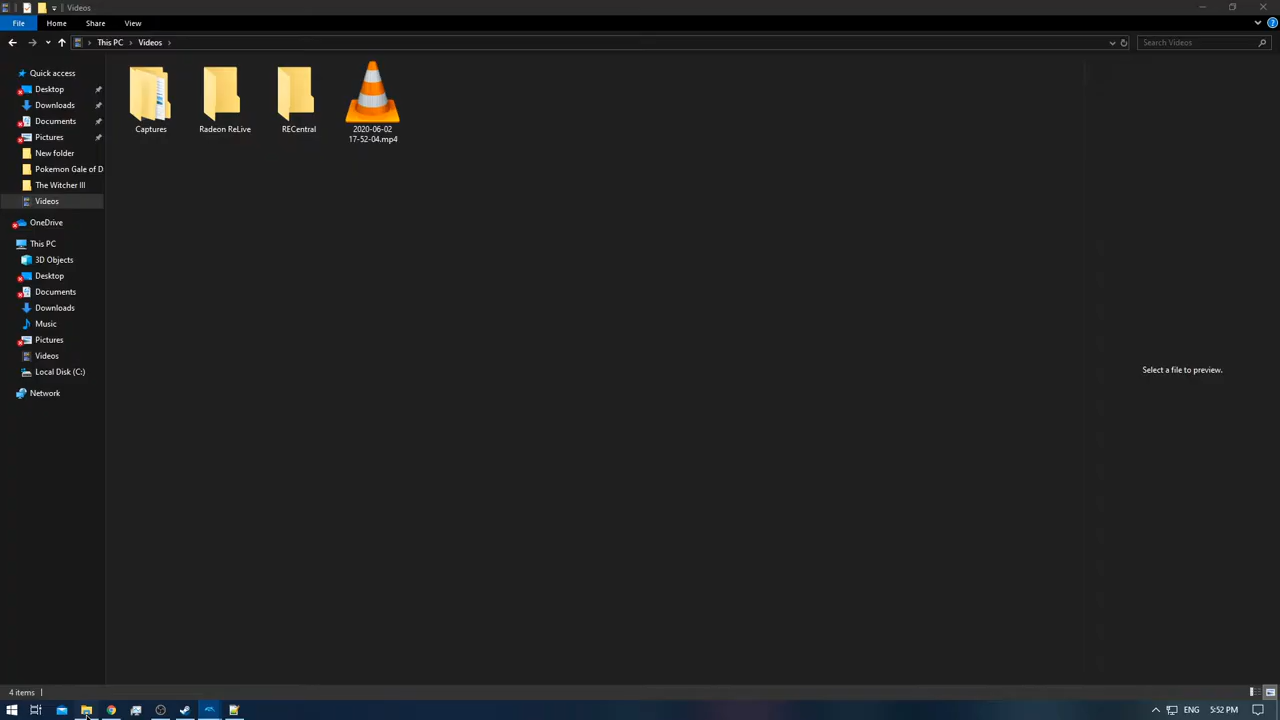 Videos
File
Home
Share
View
This PC
Videos
Search Videos
Quick access
Desktop
Downloads
Documents
Pictures
New folder
Pokemon Gale of D
The Witcher III
Videos
OneDrive
This PC
3D Objects
Desktop
Documents
Downloads
Music
Pictures
Videos
Local Disk (C:)
Network
Captures
Radeon ReLive
RECentral
2020-06-02
17-52-04.mp4
Select a file to preview.
4 items
ENG
5:52 PM